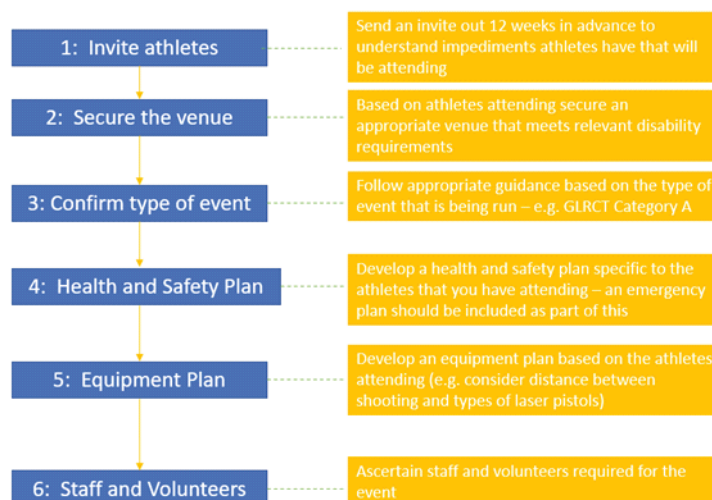 1: Invite athletes
Send an invite out 12 weeks in advance to
understand impediments athletes have that will
be attending
2: Secure the venue
Based on athletes attending secure an
appropriate venue that meets relevant disability
requirements
3: Confirm type of event
Follow appropriate guidance based on the type of
event that is being run – e.g. GLRCT Category A
4: Health and Safety Plan
Develop a health and safety plan specific to the
athletes that you have attending – an emergency
plan should be included as part of this
5: Equipment Plan
Develop an equipment plan based on the athletes
attending (e.g. consider distance between
shooting and types of laser pistols)
6: Staff and Volunteers
Ascertain staff and volunteers required for the
event